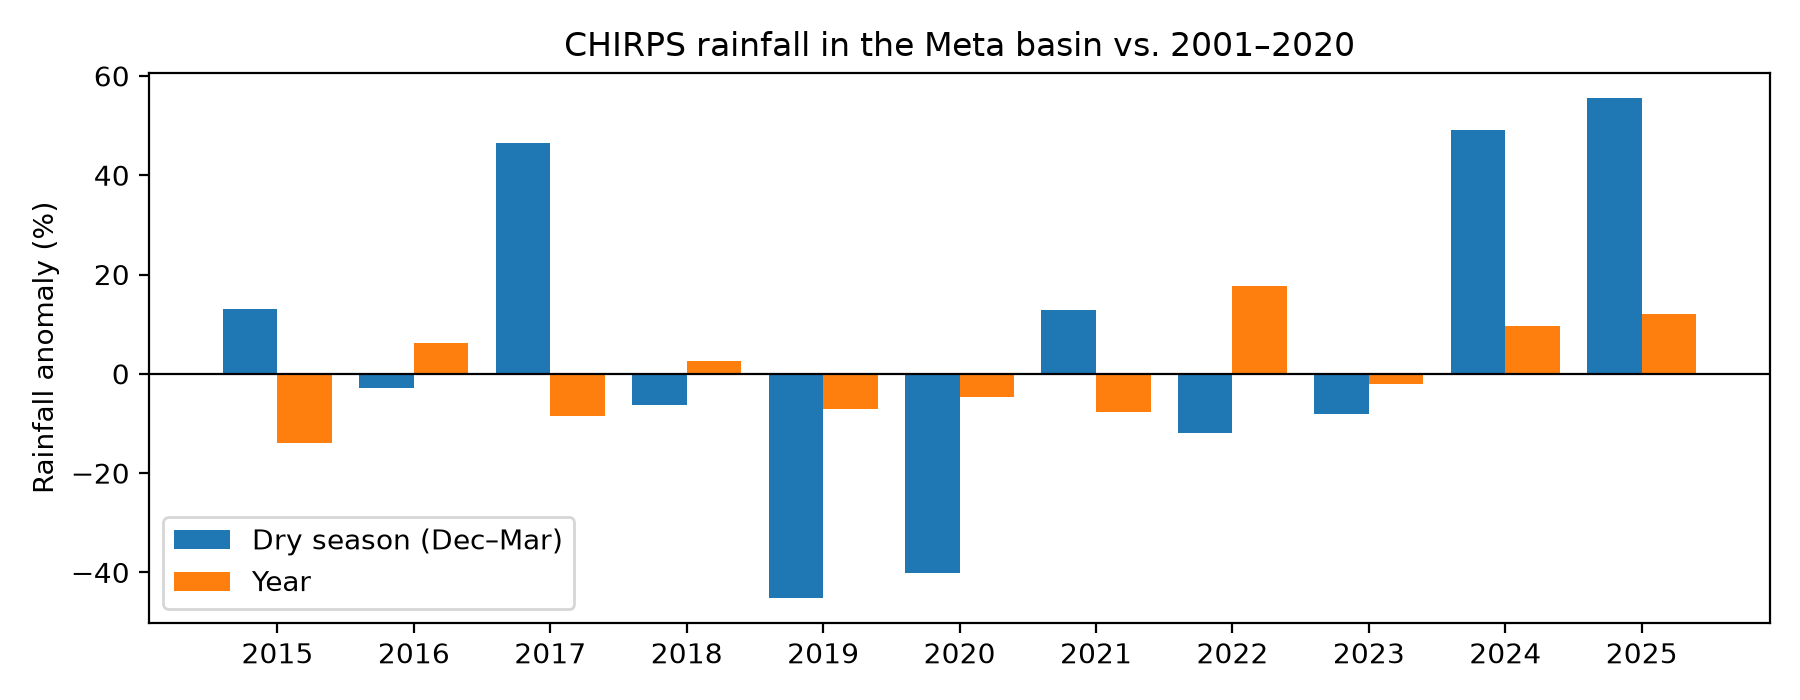 CHIRPS rainfall in the Meta basin vs. 2001–2020
Rainfall anomaly (%)
60
40
20
0
−20
−40
Dry season (Dec–Mar)
Year
2015 2016 2017 2018 2019 2020 2021 2022 2023 2024 2025